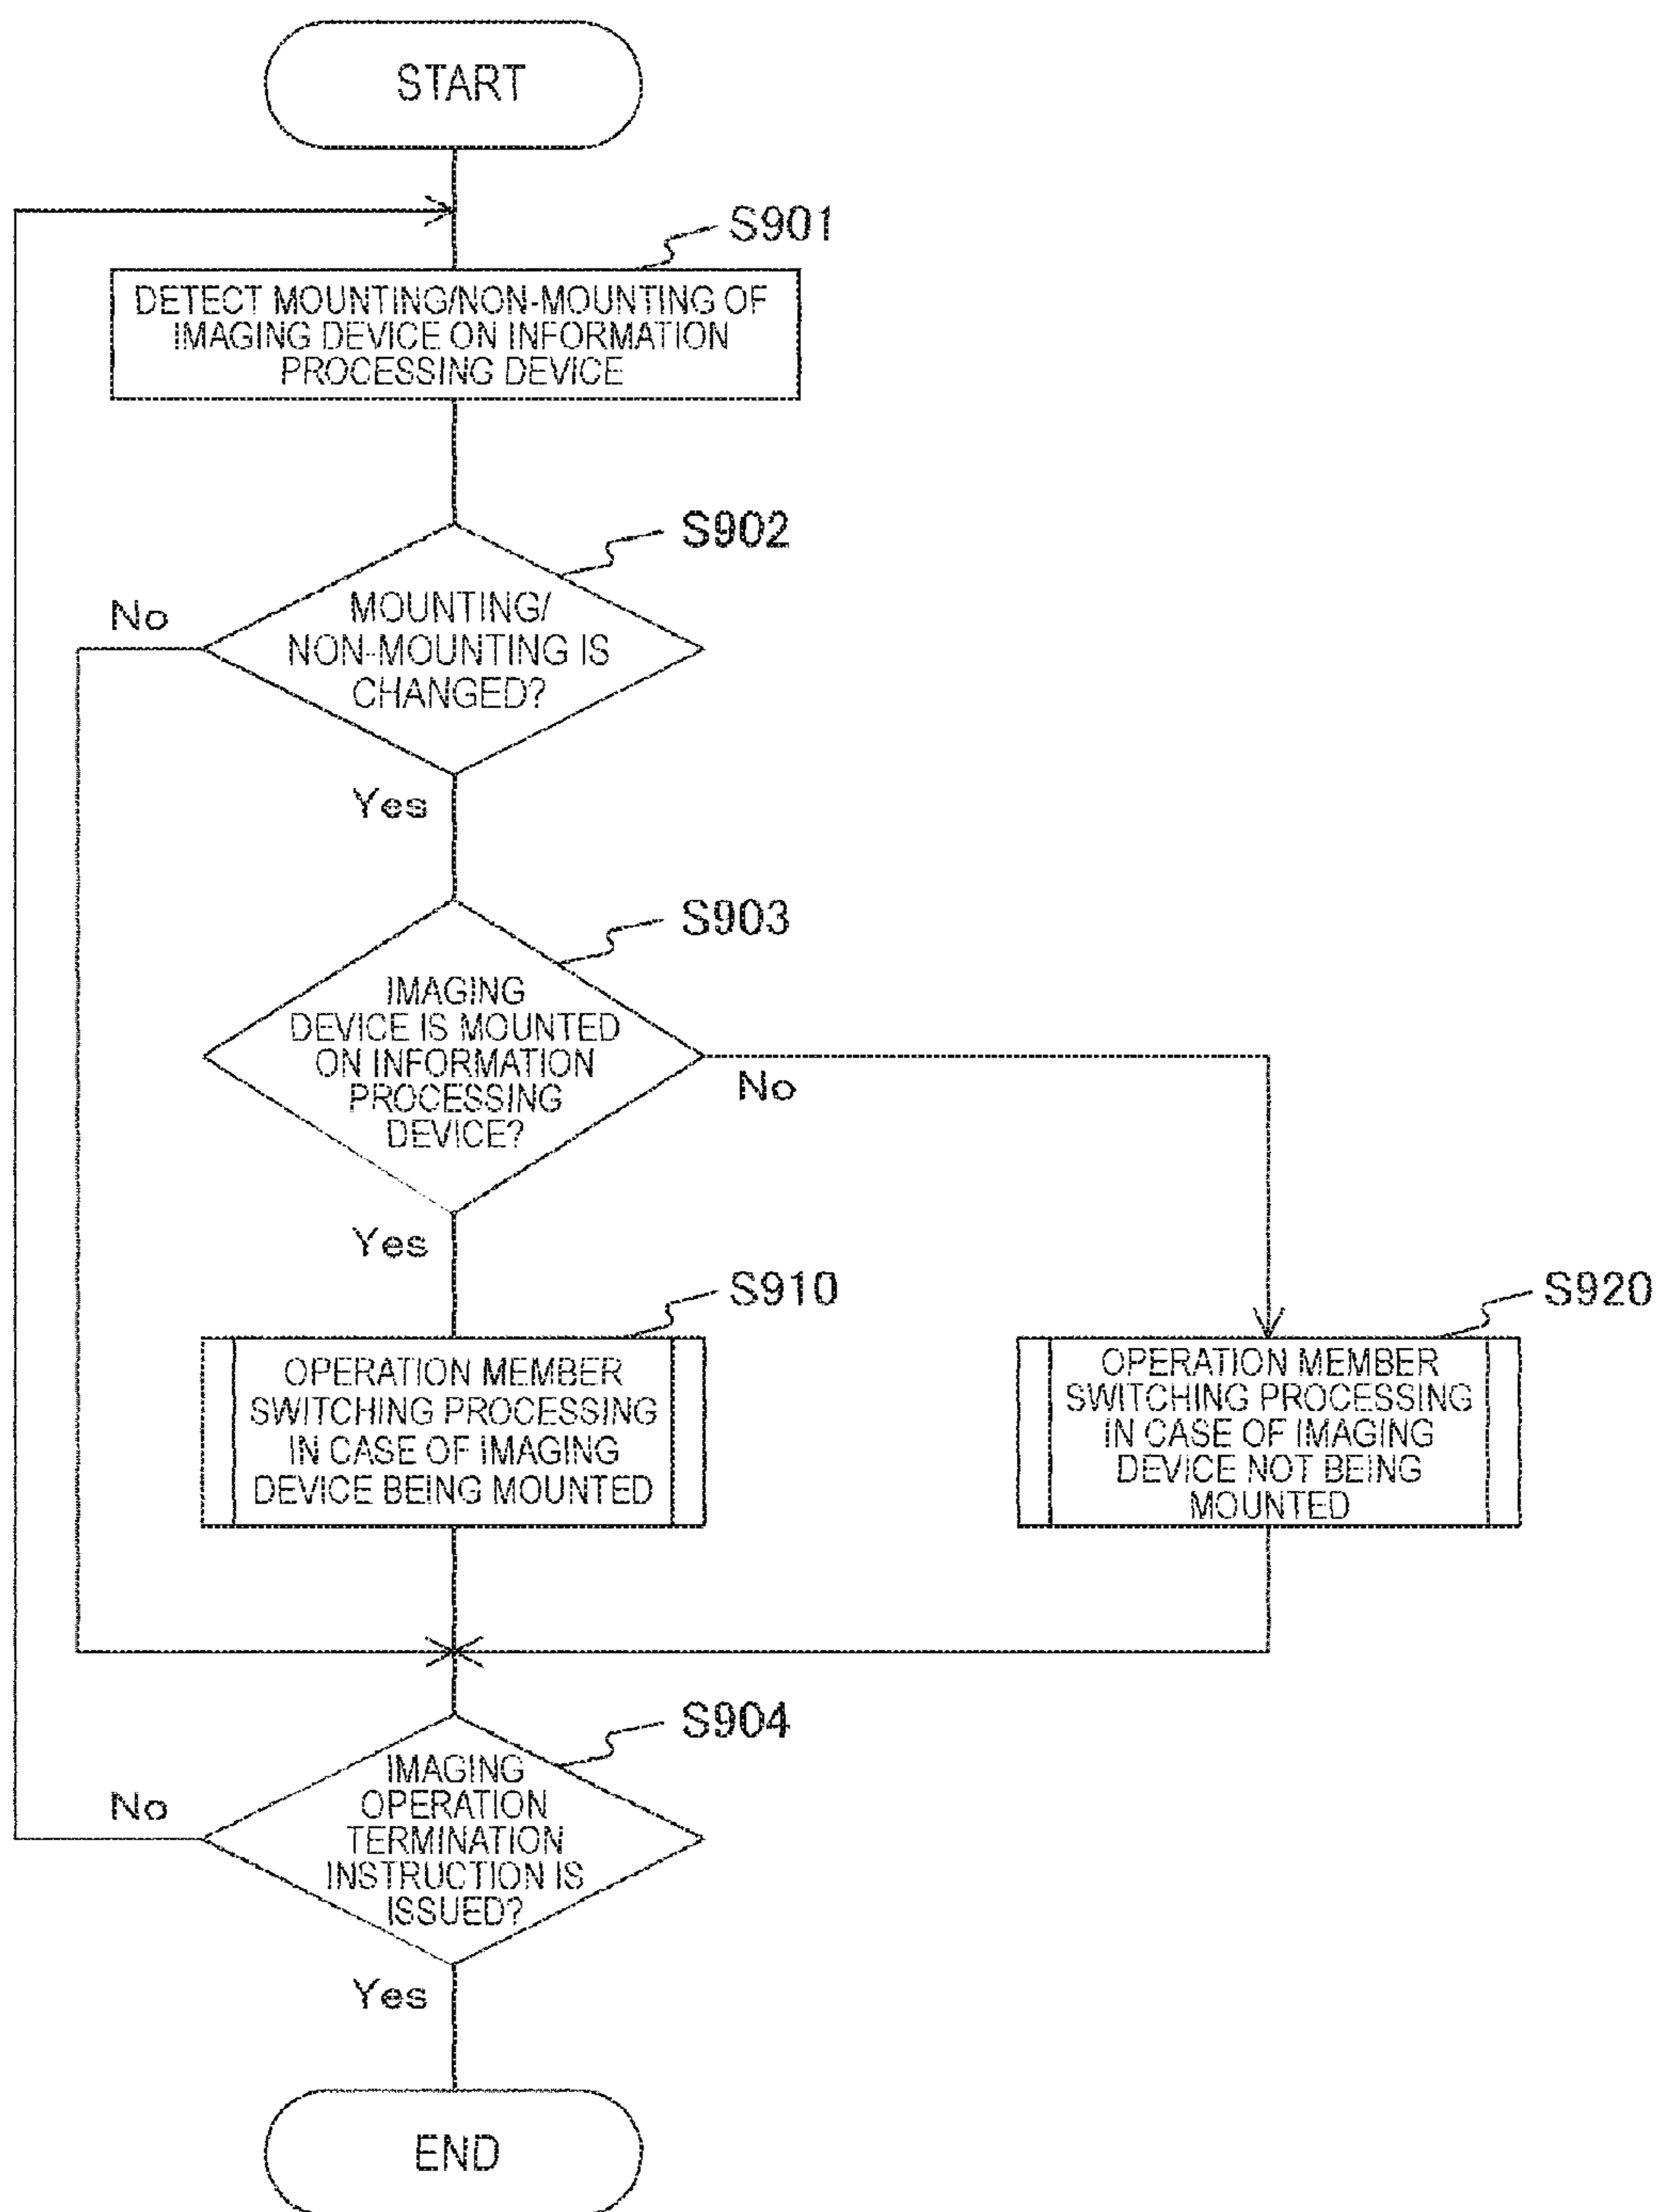 START
S901
DETECT MOUNTING/NON-MOUNTING OF
IMAGING DEVICE ON INFORMATION
PROCESSING DEVICE
S902
No
MOUNTING/
NON-MOUNTING IS
CHANGED?
Yes
S903
IMAGING
DEVICE IS MOUNTED
ON INFORMATION
PROCESSING
DEVICE?
No
Yes
S910
OPERATION MEMBER
SWITCHING PROCESSING
IN CASE OF IMAGING
DEVICE BEING MOUNTED
S920
OPERATION MEMBER
SWITCHING PROCESSING
IN CASE OF IMAGING
DEVICE NOT BEING
MOUNTED
S904
No
IMAGING
OPERATION
TERMINATION
INSTRUCTION IS
ISSUED?
Yes
END